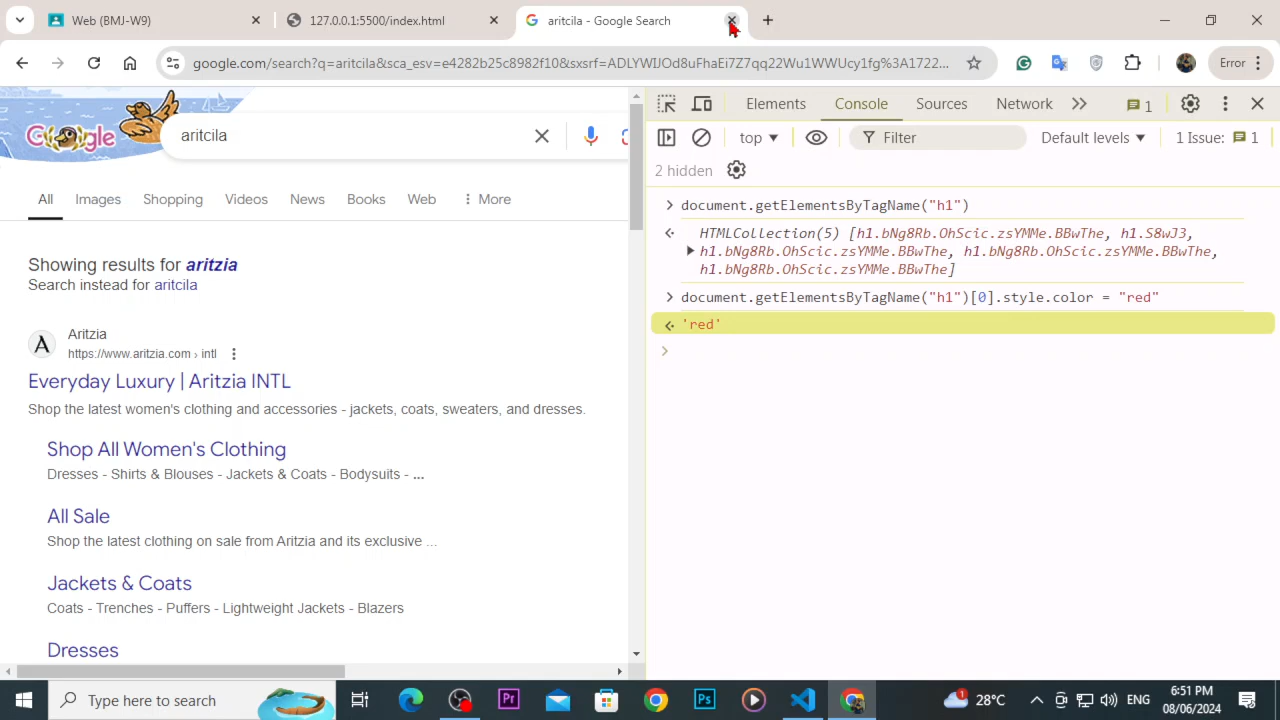 Web (BMJ-W9)
127.0.0.1:5500/index.html
aritcila - Google Search
google.com/search?q=aritcila&sca_esv=e4282b25c8982f10&sxsrf=ADLYWIJOd8uFhaEi7Z7qq22Wu1WWUcy1fg%3A1722...
Error
Google
aritcila
All
Images
Shopping
Videos
News
Books
Web
More
Showing results for aritzia
Search instead for aritcila
A
Aritzia
https://www.aritzia.com › intl
Everyday Luxury | Aritzia INTL
Shop the latest women's clothing and accessories - jackets, coats, sweaters, and dresses.
Shop All Women's Clothing
Dresses - Shirts & Blouses - Jackets & Coats - Bodysuits - ...
All Sale
Shop the latest clothing on sale from Aritzia and its exclusive ...
Jackets & Coats
Coats - Trenches - Puffers - Lightweight Jackets - Blazers
Dresses
Elements
Console
Sources
Network
1
top
Filter
Default levels
1 Issue:
1
2 hidden
document.getElementsByTagName("h1")
HTMLCollection(5) [h1.bNg8Rb.OhScic.zsYMMe.BBwThe, h1.S8wJ3,
h1.bNg8Rb.OhScic.zsYMMe.BBwThe, h1.bNg8Rb.OhScic.zsYMMe.BBwThe,
h1.bNg8Rb.OhScic.zsYMMe.BBwThe]
document.getElementsByTagName("h1")[0].style.color = "red"
'red'
Type here to search
Pr
Ps
1
28°C
ENG
6:51 PM
08/06/2024